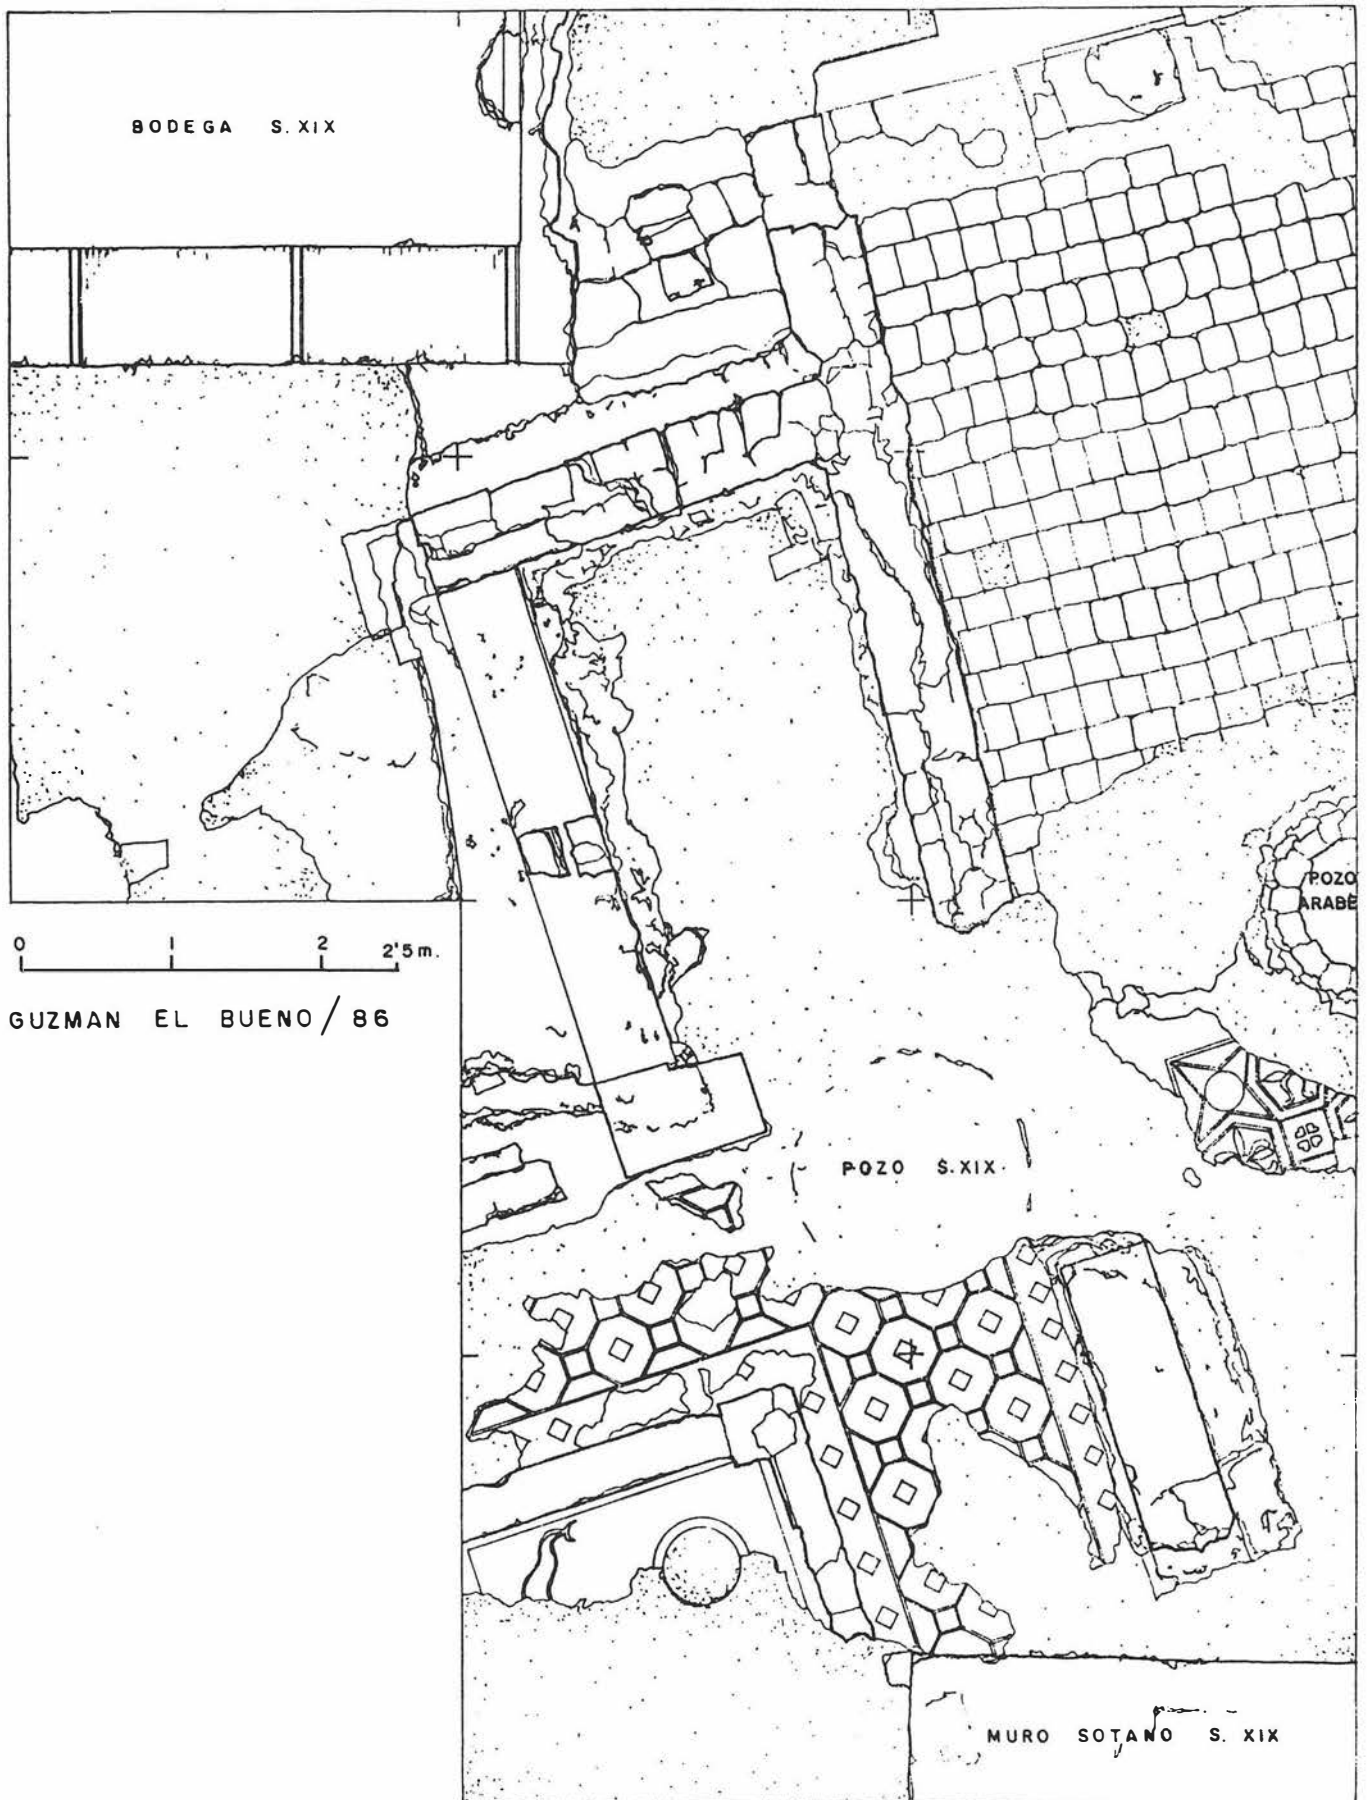 BODEGA S. XIX
POZO
ARABE
0 1 2 2'5 m.
GUZMAN EL BUENO / 86
POZO S. XIX.
MURO SOTANO S. XIX